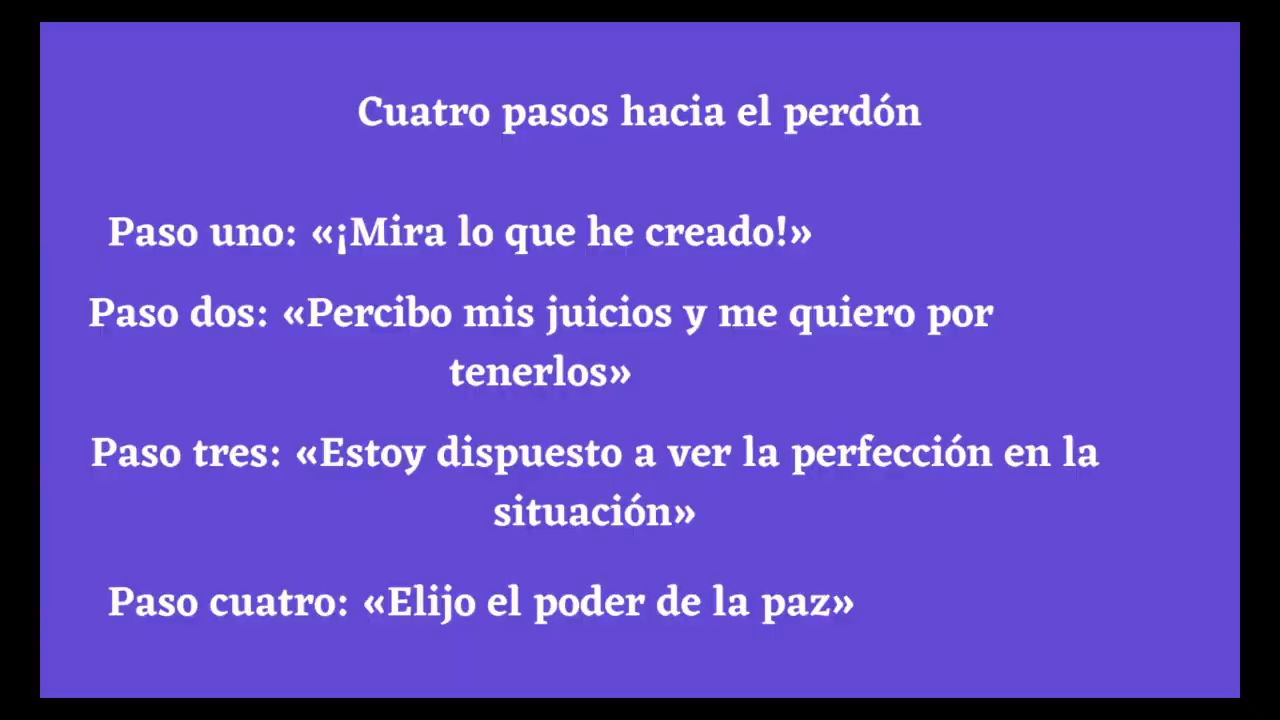 Cuatro pasos hacia el perdón
Paso uno: «¡Mira lo que he creado!»
Paso dos: «Percibo mis juicios y me quiero por
tenerlos»
Paso tres: «Estoy dispuesto a ver la perfección en la
situación»
Paso cuatro: «Elijo el poder de la paz»